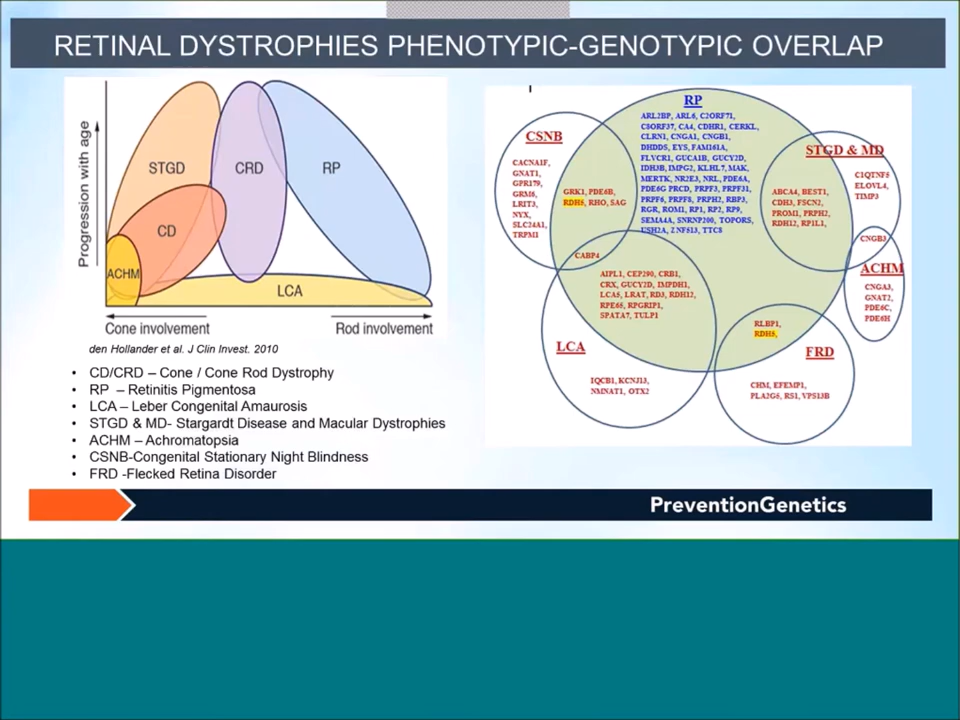 RETINAL DYSTROPHIES PHENOTYPIC-GENOTYPIC OVERLAP
Progression with age
STGD
CRD
RP
CD
ACHM
LCA
Cone involvement
Rod involvement
den Hollander et al. J Clin Invest. 2010
• CD/CRD – Cone / Cone Rod Dystrophy
• RP – Retinitis Pigmentosa
• LCA – Leber Congenital Amaurosis
• STGD & MD- Stargardt Disease and Macular Dystrophies
• ACHM – Achromatopsia
• CSNB-Congenital Stationary Night Blindness
• FRD -Flecked Retina Disorder
RP
ARL2BP, ARL6, C2ORF71,
C8ORF37, CA4, CDHR1, CERKL,
CLRN1, CNGA1, CNGB1,
DHDDS, EYS, FAM161A,
FLVCR1, GUCA1B, GUCY2D,
IDH3B, IMPG2, KLHL7, MAK,
MERTK, NR2E3, NRL, PDE6A,
PDE6G PRCD, PRPF3, PRPF31,
PRPF6, PRPF8, PRPH2, RBP3,
RGR, ROM1, RP1, RP2, RP9,
SEMA4A, SNRNP200, TOPORS,
USH2A, ZNF513, TTC8
CSNB
CACNA1F,
GNAT1,
GPR179,
GRM6,
LRIT3,
NYX,
SLC24A1,
TRPM1
GRK1, PDE6B,
RDH5, RHO, SAG
CABP4
STGD & MD
ABCA4, BEST1,
CDH3, FSCN2,
PROM1, PRPH2,
RDH12, RP1L1,
C1QTNF5
ELOVL4,
TIMP3
CNGB3
ACHM
CNGA3,
GNAT2,
PDE6C,
PDE6H
AIPL1, CEP290, CRB1,
CRX, GUCY2D, IMPDH1,
LCA5, LRAT, RD3, RDH12,
RPE65, RPGRIP1,
SPATA7, TULP1
LCA
IQCB1, KCNJ13,
NMNAT1, OTX2
RLBP1,
RDH5,
FRD
CHM, EFEMP1,
PLA2G5, RS1, VPS13B
PreventionGenetics